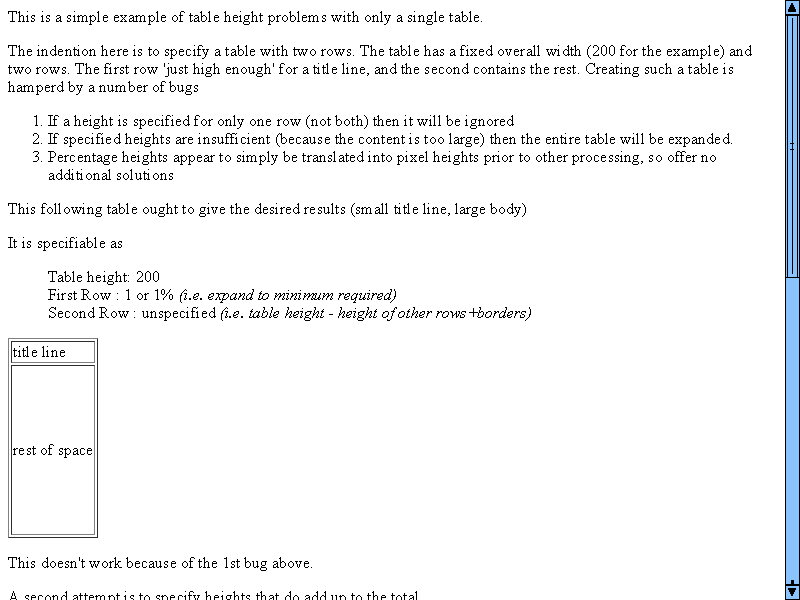 This is a simple example of table height problems with only a single table.
The indention here is to specify a table with two rows. The table has a fixed overall width (200 for the example) and
two rows. The first row 'just high enough' for a title line, and the second contains the rest. Creating such a table is
hamperd by a number of bugs
1. If a height is specified for only one row (not both) then it will be ignored
2. If specified heights are insufficient (because the content is too large) then the entire table will be expanded.
3. Percentage heights appear to simply be translated into pixel heights prior to other processing, so offer no
additional solutions
This following table ought to give the desired results (small title line, large body)
It is specifiable as
Table height: 200
First Row : 1 or 1% (i.e. expand to minimum required)
Second Row : unspecified (i.e. table height - height of other rows+borders)
title line
rest of space
This doesn't work because of the 1st bug above.
A second attempt is to specify heights that do add up to the total